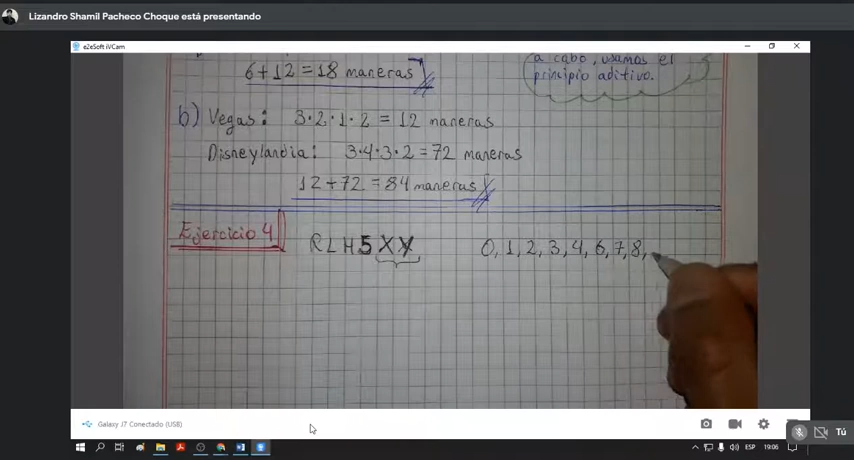 Lizandro Shamil Pacheco Choque está presentando
e2eSoft iVCam
6+12 = 18 maneras
a cabo, usamos el
principio aditivo.
b) Vegas: 3·2·1·2 = 12 maneras
Disneylandia: 3·4·3·2 = 72 maneras
12 + 72 = 84 maneras
Ejercicio 4 RLH5XY 0, 1, 2, 3, 4, 6, 7, 8,
Galaxy J7 Conectado (USB)
Tú
ESP 19:06